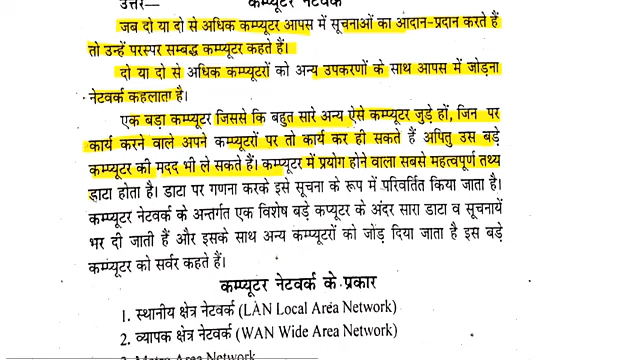 उत्तर— कम्प्यूटर नेटवर्क
जब दो या दो से अधिक कम्प्यूटर आपस में सूचनाओं का आदान-प्रदान करते हैं
तो उन्हें परस्पर सम्बद्ध कम्प्यूटर कहते हैं।
दो या दो से अधिक कम्प्यूटरों को अन्य उपकरणों के साथ आपस में जोड़ना
नेटवर्क कहलाता है।
एक बड़ा कम्प्यूटर जिससे कि बहुत सारे अन्य ऐसे कम्प्यूटर जुड़े हों, जिन पर
कार्य करने वाले अपने कम्प्यूटरों पर तो कार्य कर ही सकते हैं अपितु उस बड़े
कम्प्यूटर की मदद भी ले सकते हैं। कम्प्यूटर में प्रयोग होने वाला सबसे महत्वपूर्ण तथ्य
डाटा होता है। डाटा पर गणना करके इसे सूचना के रूप में परिवर्तित किया जाता है।
कम्प्यूटर नेटवर्क के अन्तर्गत एक विशेष बड़े कप्यूटर के अंदर सारा डाटा व सूचनायें
भर दी जाती हैं और इसके साथ अन्य कम्प्यूटरों को जोंड़ दिया जाता है इस बड़े
कम्प्यूटर को सर्वर कहते हैं।
कम्प्यूटर नेटवर्क के प्रकार
1. स्थानीय क्षेत्र नेटवर्क (LAN Local Area Network)
2. व्यापक क्षेत्र नेटवर्क (WAN Wide Area Network)
3 Metro Area Network